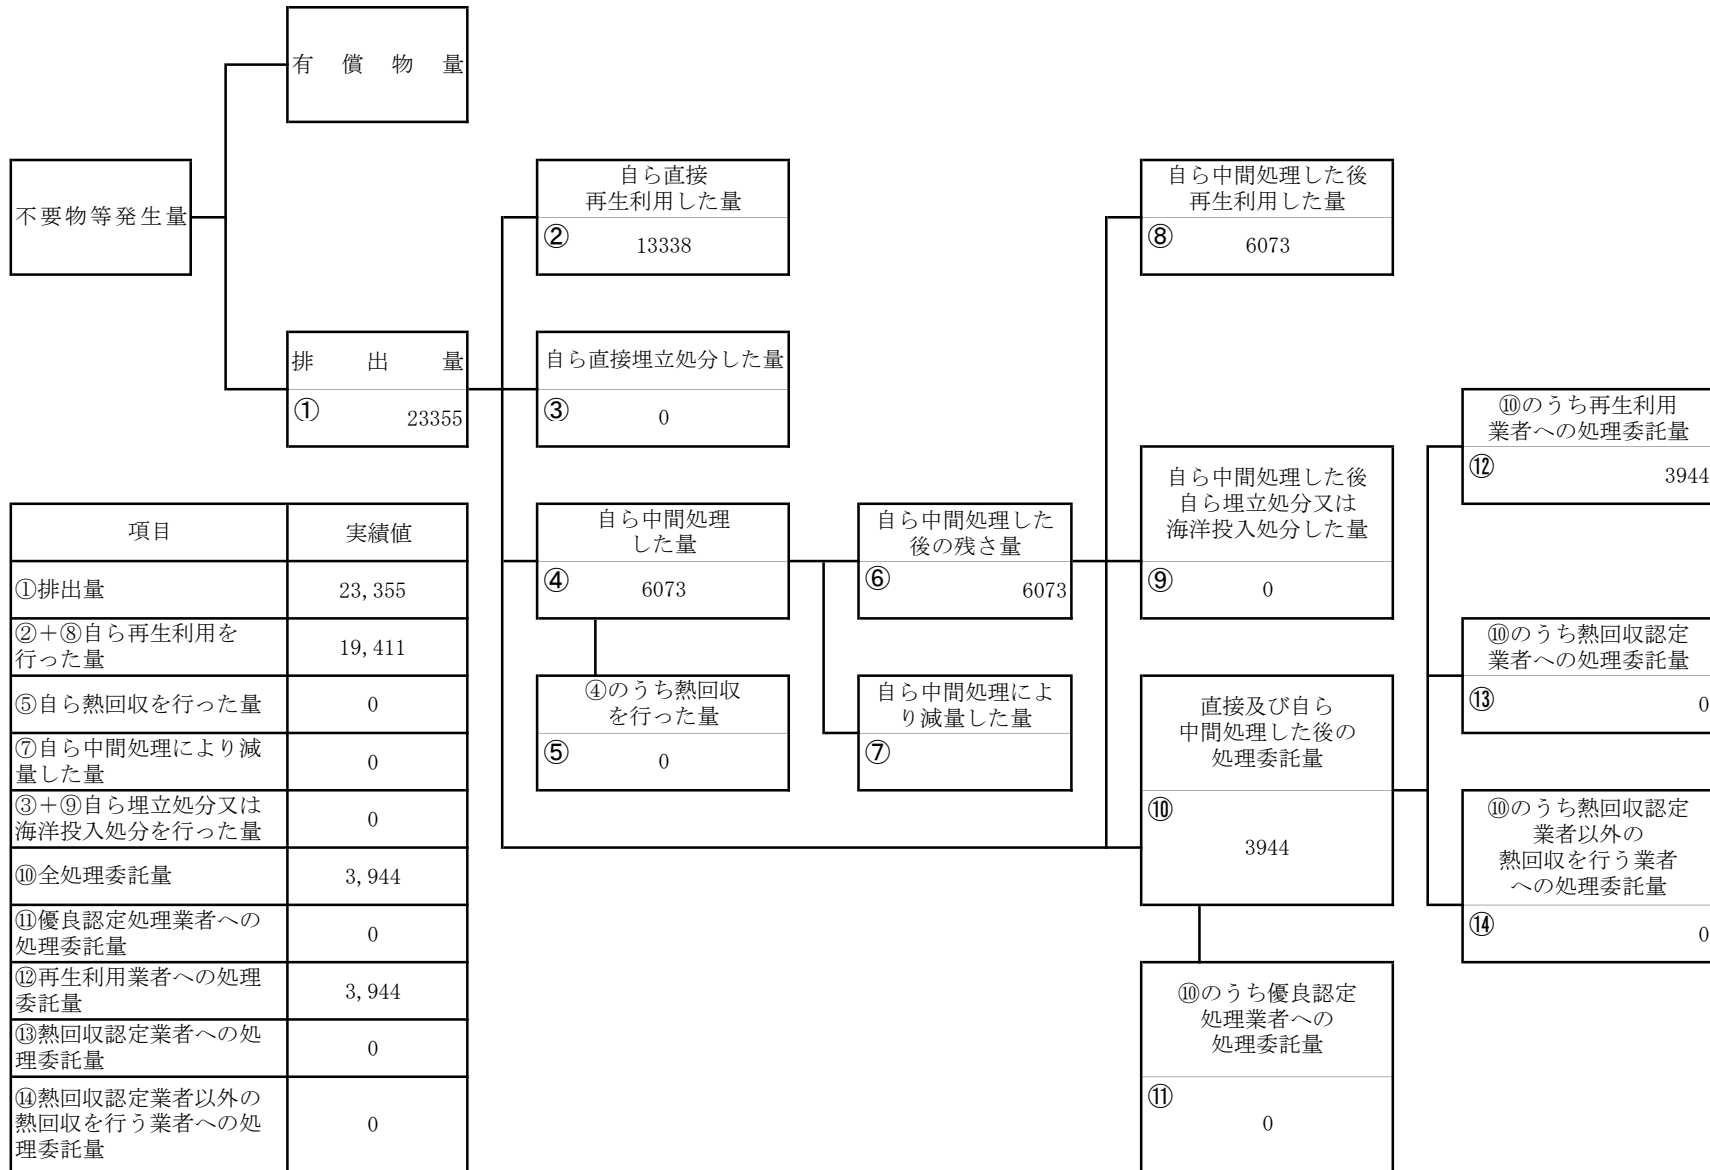 有償物量
不要物等発生量
自ら直接
再生利用した量
②
13338
自ら中間処理した後
再生利用した量
⑧
6073
排出量
①
23355
自ら直接埋立処分した量
③
0
⑩のうち再生利用
業者への処理委託量
⑫
3944
自ら中間処理
した量
④
6073
自ら中間処理した
後の残さ量
⑥
6073
自ら中間処理した後
自ら埋立処分又は
海洋投入処分した量
⑨
0
⑩のうち熱回収認定
業者への処理委託量
⑬
0
④のうち熱回収
を行った量
⑤
0
自ら中間処理によ
り減量した量
⑦
直接及び自ら
中間処理した後の
処理委託量
⑩
3944
⑩のうち熱回収認定
業者以外の
熱回収を行う業者
への処理委託量
⑭
0
⑩のうち優良認定
処理業者への
処理委託量
⑪
0
項目 実績値
①排出量 23,355
②+⑧自ら再生利用を
行った量 19,411
⑤自ら熱回収を行った量 0
⑦自ら中間処理により減
量した量 0
③+⑨自ら埋立処分又は
海洋投入処分を行った量 0
⑩全処理委託量 3,944
⑪優良認定処理業者への
処理委託量 0
⑫再生利用業者への処理
委託量 3,944
⑬熱回収認定業者への処
理委託量 0
⑭熱回収認定業者以外の
熱回収を行う業者への処
理委託量 0